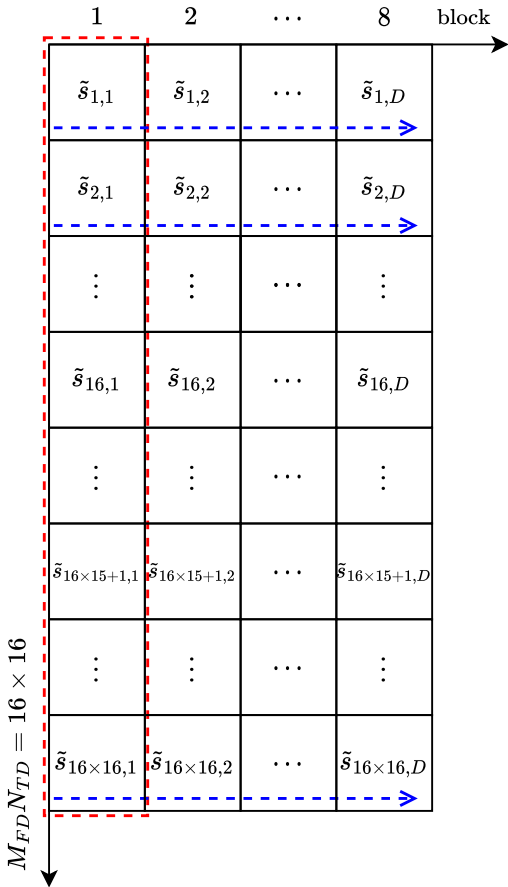 1 2 ⋯ 8 block
s̃1,1 s̃1,2 ⋯ s̃1,D
s̃2,1 s̃2,2 ⋯ s̃2,D
⋮ ⋮ ⋯ ⋮
s̃16,1 s̃16,2 ⋯ s̃16,D
⋮ ⋮ ⋯ ⋮
s̃16×15+1,1 s̃16×15+1,2 ⋯ s̃16×15+1,D
⋮ ⋮ ⋯ ⋮
s̃16×16,1 s̃16×16,2 ⋯ s̃16×16,D
MFDNTD = 16 × 16